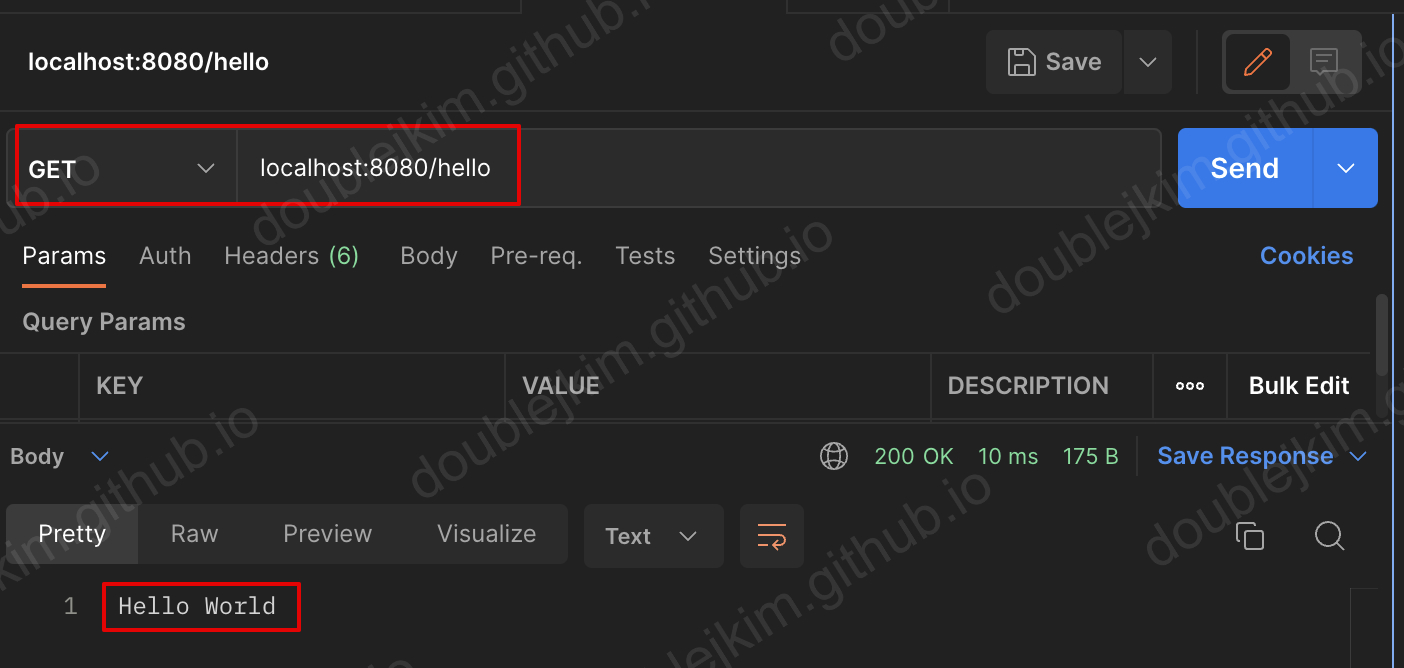 localhost:8080/hello
Save
GET localhost:8080/hello
Send
Params Auth Headers (6) Body Pre-req. Tests Settings Cookies
Query Params
KEY VALUE DESCRIPTION ooo Bulk Edit
Body 200 OK 10 ms 175 B Save Response
Pretty Raw Preview Visualize Text
1 Hello World
doublejkim.github.io